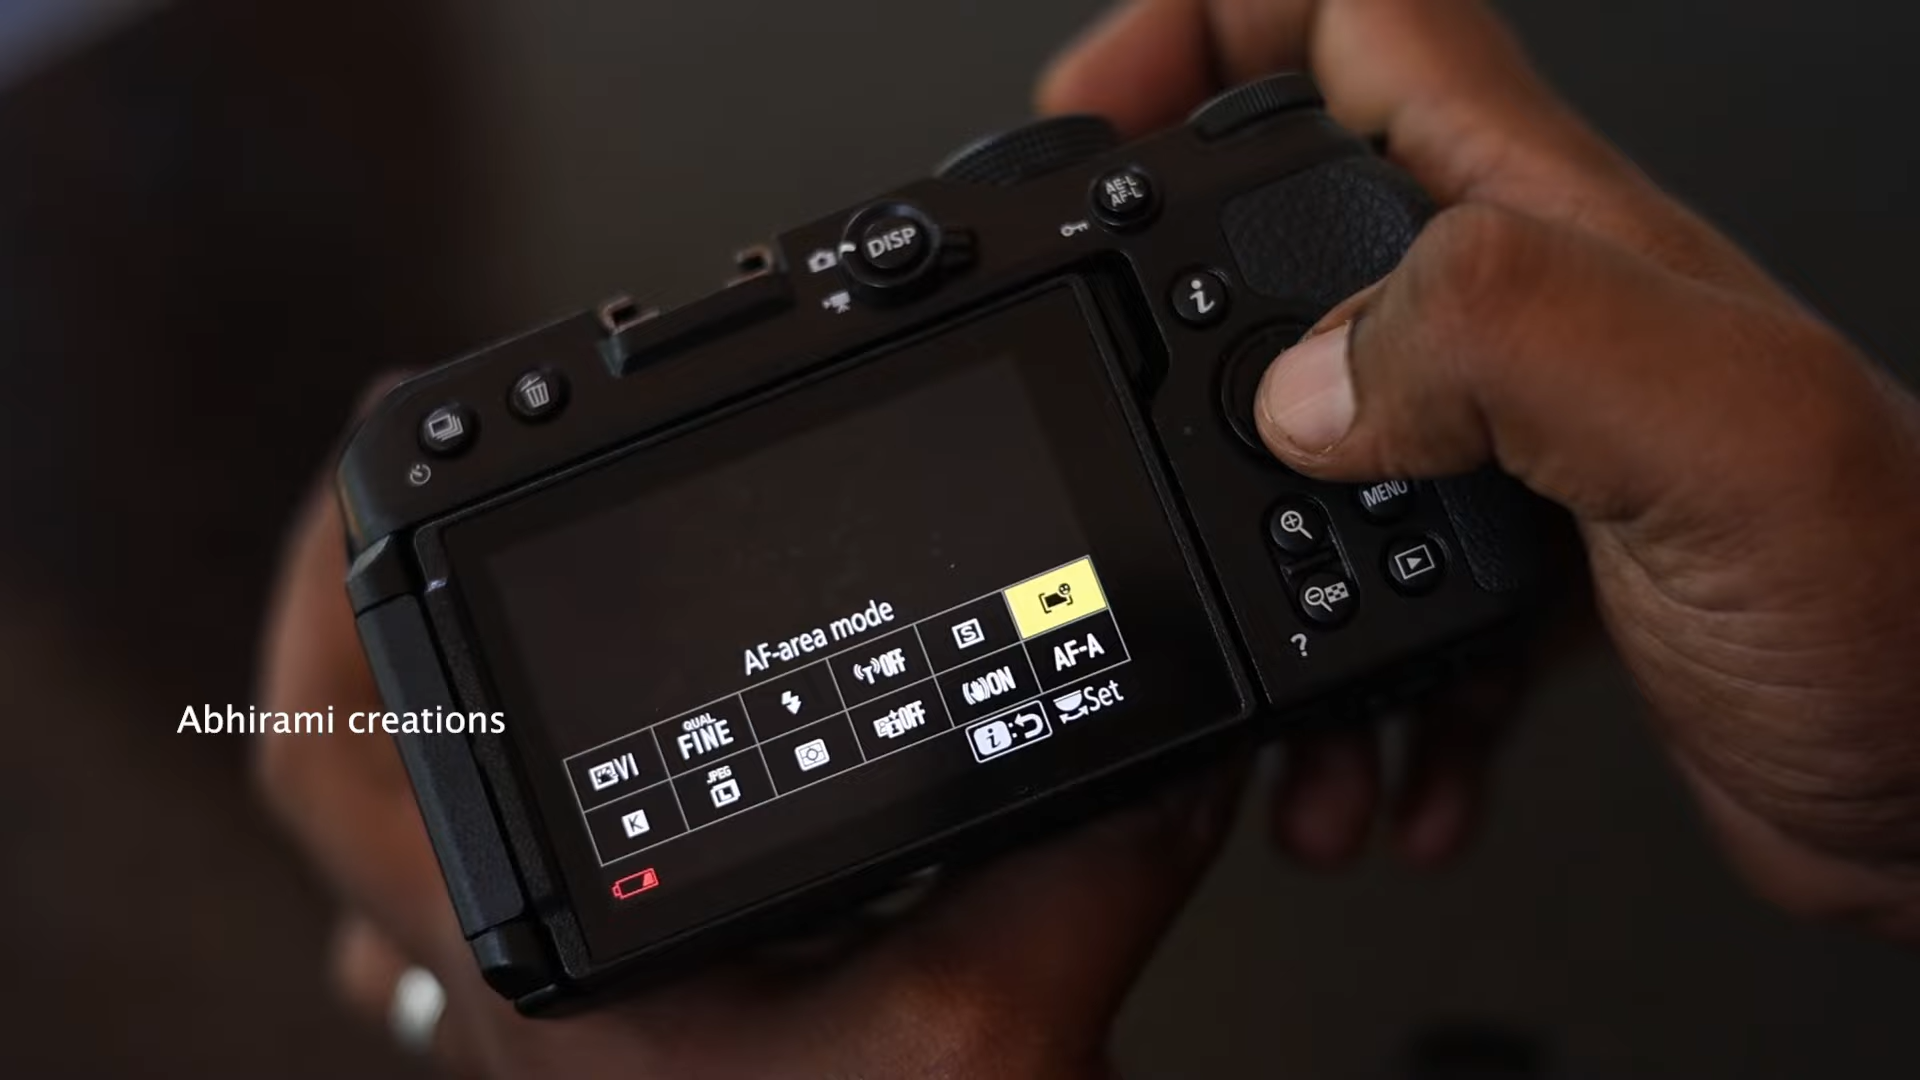 AE-L
AF-L
DISP
i
AF-area mode
VI
QUAL
FINE
OFF
S
K
JPEG
L
OFF
ON
AF-A
i
Set
MENU
?
Abhirami creations